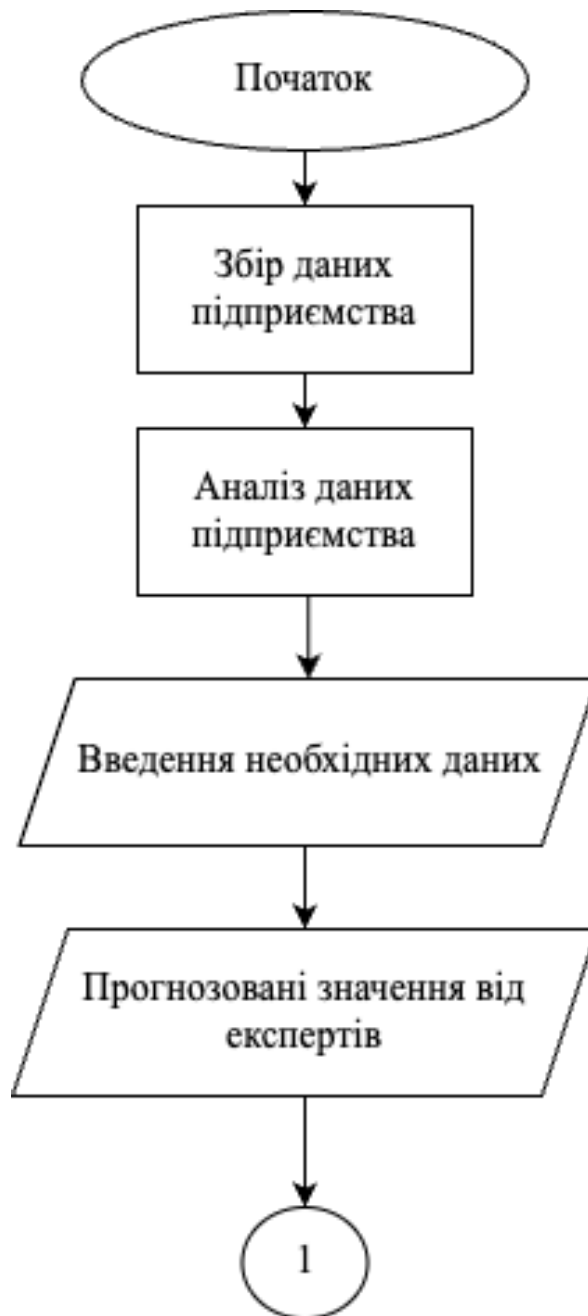 Початок
Збір даних
підприємства
Аналіз даних
підприємства
Введення необхідних даних
Прогнозовані значення від
експертів
1